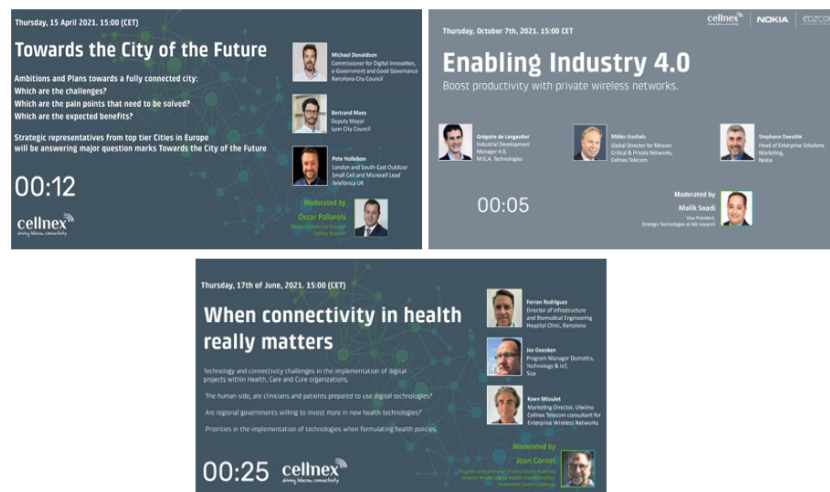 Thursday, 15 April 2021. 15:00 (CET)
Towards the City of the Future
Ambitions and Plans towards a fully connected city:
Which are the challenges?
Which are the pain points that need to be solved?
Which are the expected benefits?
Strategic representatives from top tier Cities in Europe
will be answering major question marks Towards the City of the Future
00:12
cellnex
driving telecom connectivity
Michael Donaldson
Commissioner for Digital Innovation,
e-Government and Good Governance
Barcelona City Council
Bertrand Maes
Deputy Mayor
Lyon City Council
Pete Hollebon
London and South East Outdoor
Small Cell and Microcell Lead
Telefónica UK
Moderated by
Óscar Pallarols
Cellnex Telecom
Thursday, October 7th, 2021. 15:00 CET
cellnex
driving telecom connectivity
NOKIA
Enabling Industry 4.0
Boost productivity with private wireless networks.
Grégoire de Langautier
Industrial Development
Manager 4.0,
M.G.A. Technologies
Mikko Uusitalo
Global Director for Mission
Critical & Private Networks,
Cellnex Telecom
Stephane Daeuble
Head of Enterprise Solutions
Marketing,
Nokia
00:05
Moderated by
Malik Saadi
Vice President,
Strategic Technologies at ABI research
Thursday, 17th of June, 2021. 15:00 (CET)
When connectivity in health
really matters
Technology and connectivity challenges in the implementation of digital
projects within Health, Care and Cure organizations.
The human side, are clinicians and patients prepared to use digital technologies?
Are regional governments willing to invest more in new health technologies?
Priorities in the implementation of technologies when formulating health policies.
00:25
cellnex
driving telecom connectivity
Ferran Rodríguez
Director of Infrastructure
and Biomedical Engineering
Hospital Clínic, Barcelona
Jos Geesken
Program Manager Domotics,
Technology & IoT,
Siza
Koen Mioulet
Marketing Director, Ulwimo
Cellnex Telecom consultant for
Enterprise Wireless Networks
Moderated by
Joan Cornet